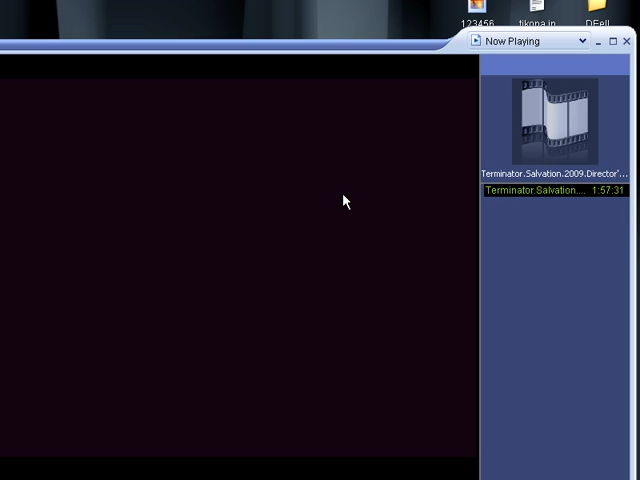 123456
tikona.in
DEell
Now Playing
Terminator.Salvation.2009.Director'...
Terminator.Salvation.... 1:57:31